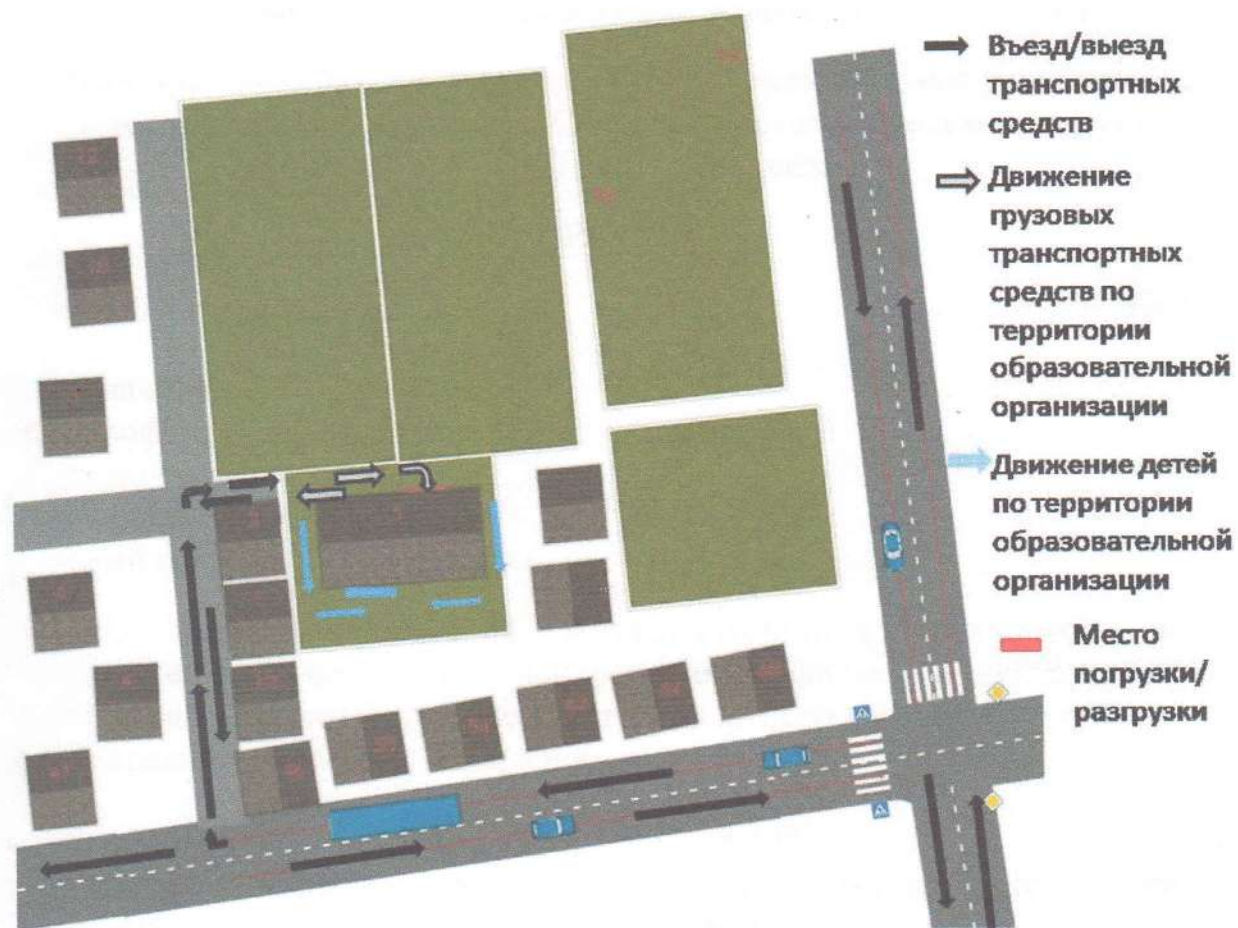 Въезд/выезд
транспортных
средств
Движение
грузовых
транспортных
средств по
территории
образовательной
организации
Движение детей
по территории
образовательной
организации
Место
погрузки/
разгрузки